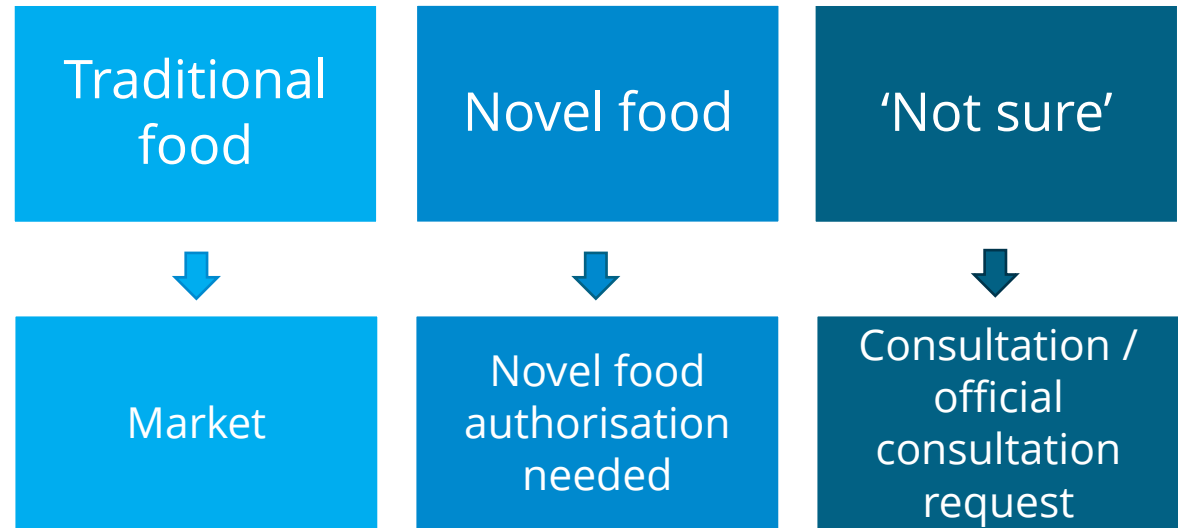 Traditional
food
Novel food
‘Not sure’
Market
Novel food
authorisation
needed
Consultation /
official
consultation
request